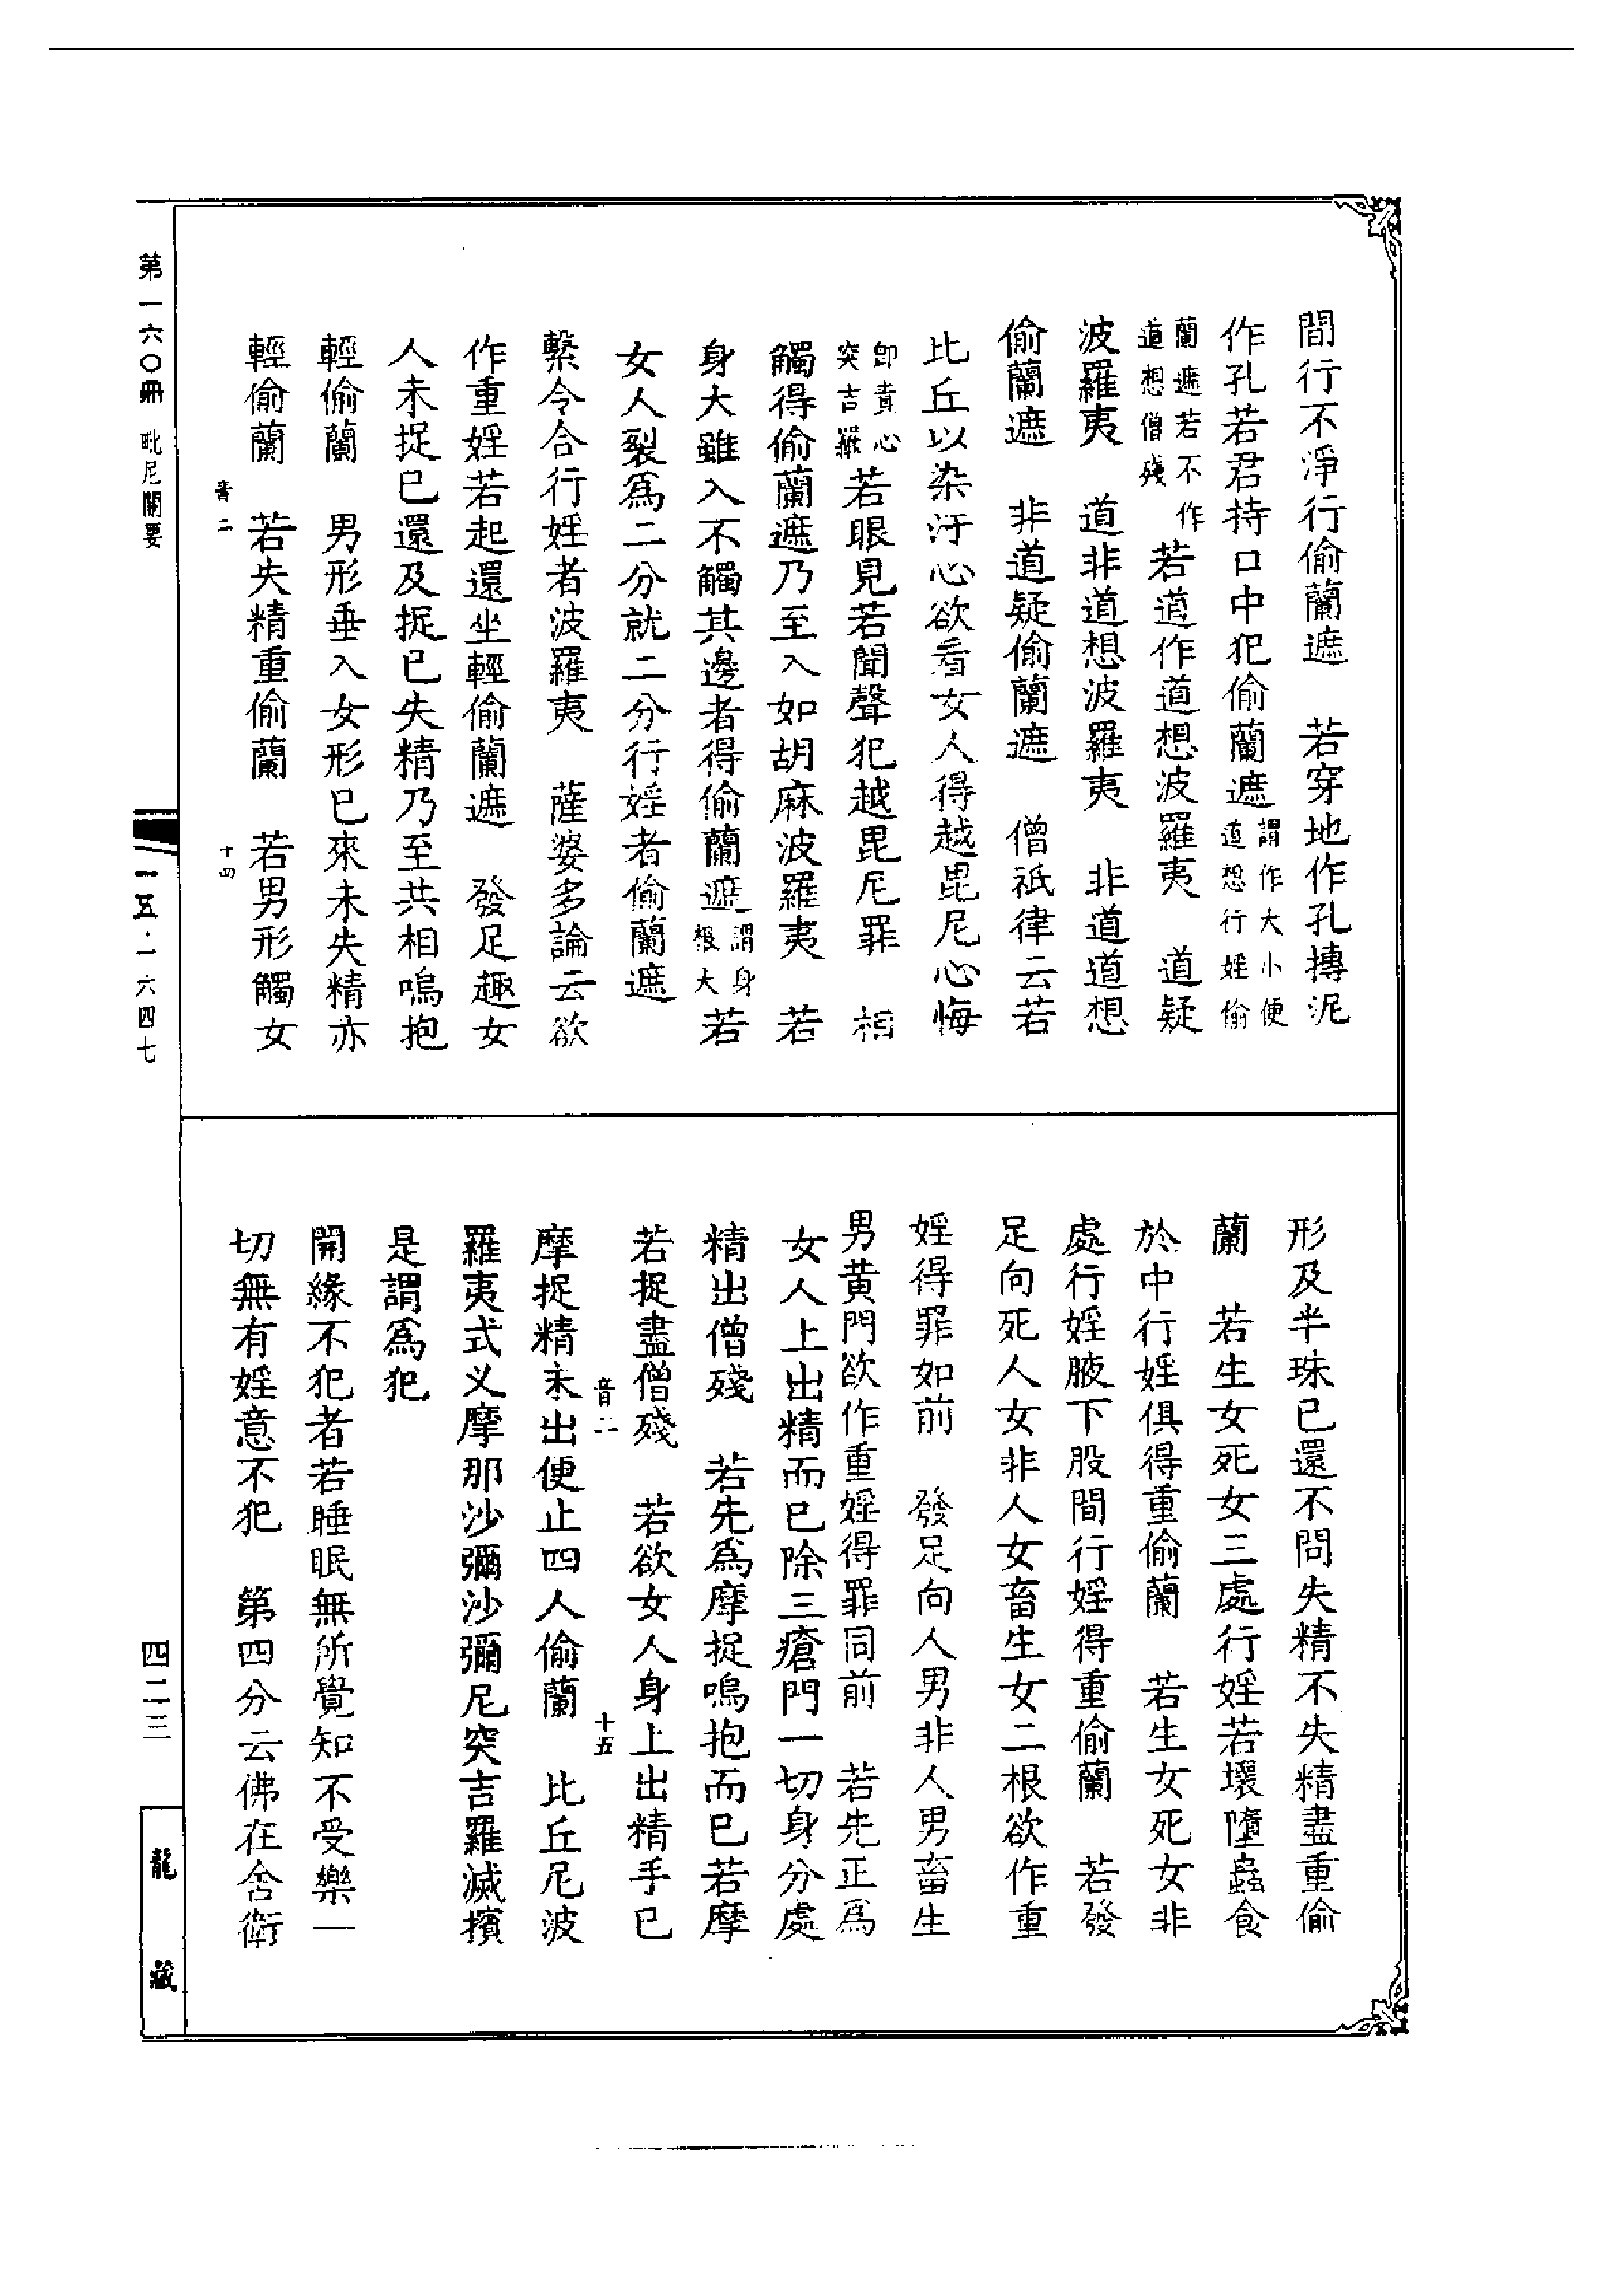 間行不淨行偷蘭遮　若穿地作孔摶泥
作孔若君持口中犯偷蘭遮謂作大小便道想行婬偷
蘭遮若不作道想僧殘若道作道想波羅夷　道疑
波羅夷　道非道想波羅夷　非道道想
偷蘭遮　非道疑偷蘭遮　僧祇律云若
比丘以染汙心欲看女人得越毘尼心悔
即責心突吉羅若眼見若聞聲犯越毘尼罪　相
觸得偷蘭遮乃至入如胡麻波羅夷　若
身大雖入不觸其邊者得偷蘭遮謂身根大若
女人裂為二分就二分行婬者偷蘭遮
繫令合行婬者波羅夷　薩婆多論云欲
作重婬若起還坐輕偷蘭遮　發足趣女
人未捉已還及捉已失精乃至共相嗚抱
輕偷蘭　男形垂入女形已來未失精亦
輕偷蘭　若失精重偷蘭　若男形觸女
音二　十四
形及半珠已還不問失精不失精盡重偷
蘭　若生女死女三處行婬若壞墮蟲食
於中行婬俱得重偷蘭　若生女死女非
處行婬腋下股間行婬得重偷蘭　若發
足向死人女非人女畜生女二根欲作重
婬得罪如前　發足向人男非人男畜生
男黃門欲作重婬得罪同前　若先正為
女人上出精而已除三瘡門一切身分處
精出僧殘　若先為摩捉嗚抱而已若摩
若捉盡僧殘　若欲女人身上出精手已
音二　十五
摩捉精未出便止四人偷蘭　比丘尼波
羅夷式叉摩那沙彌沙彌尼突吉羅滅擯
是謂為犯
開緣不犯者若睡眠無所覺知不受樂一
切無有婬意不犯　第四分云佛在舍衛
第一六〇冊　毗尼關要
一五·一六四七
四二三
龍藏